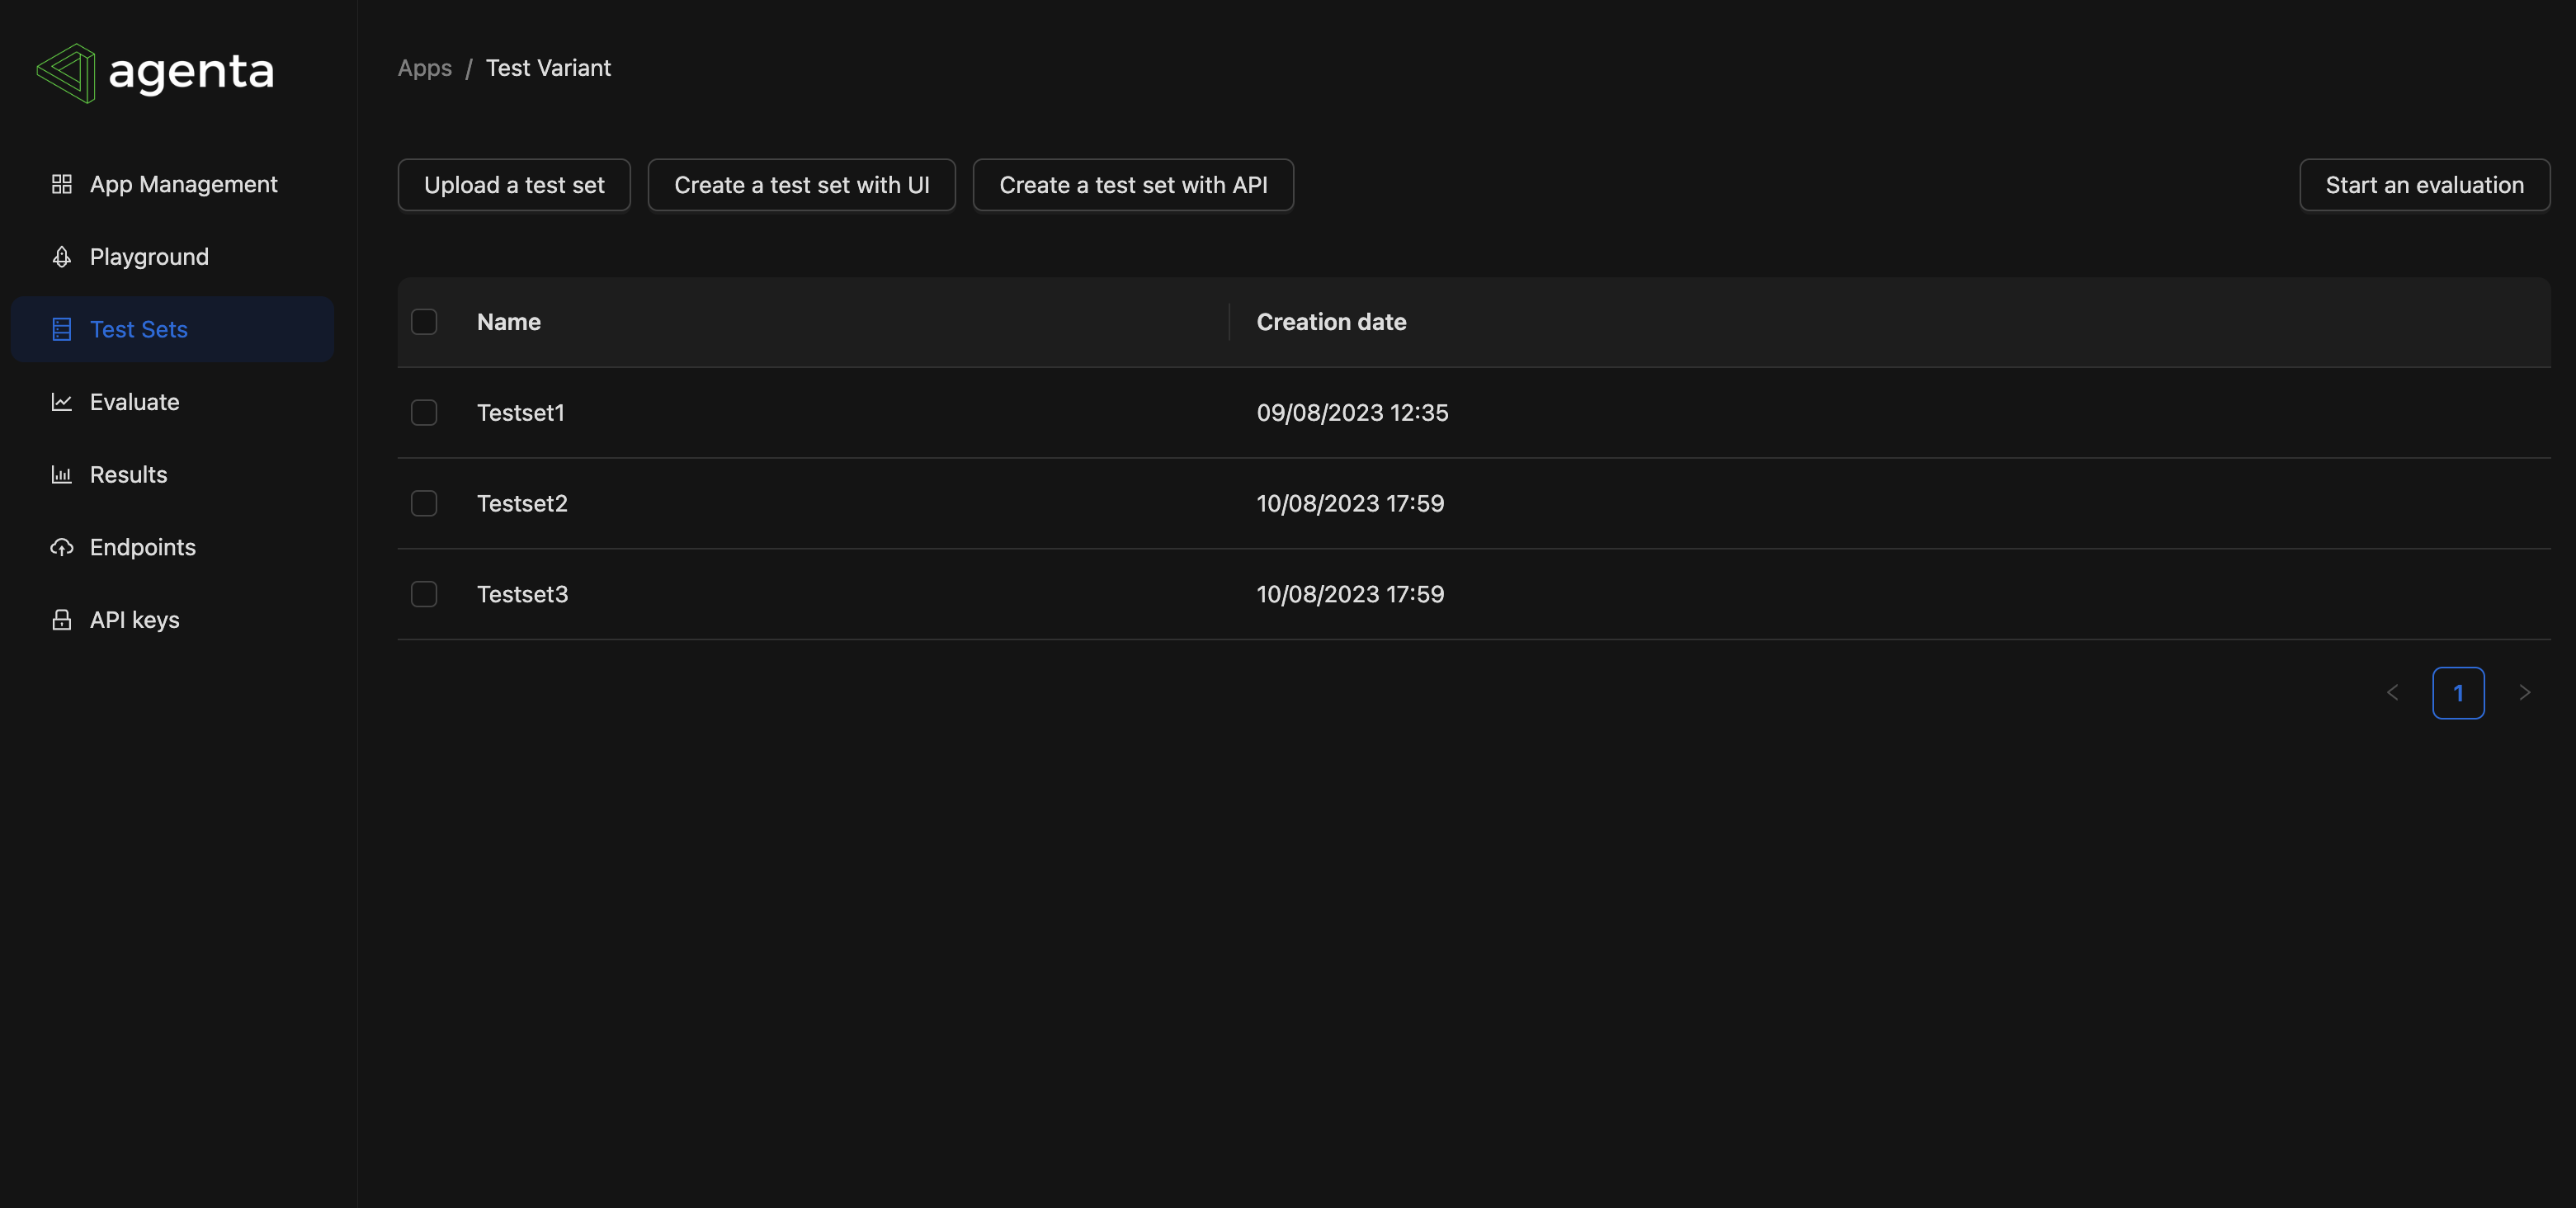 agenta
App Management
Playground
Test Sets
Evaluate
Results
Endpoints
API keys
Apps / Test Variant
Upload a test set Create a test set with UI Create a test set with API Start an evaluation
Name Creation date
Testset1 09/08/2023 12:35
Testset2 10/08/2023 17:59
Testset3 10/08/2023 17:59
< 1 >